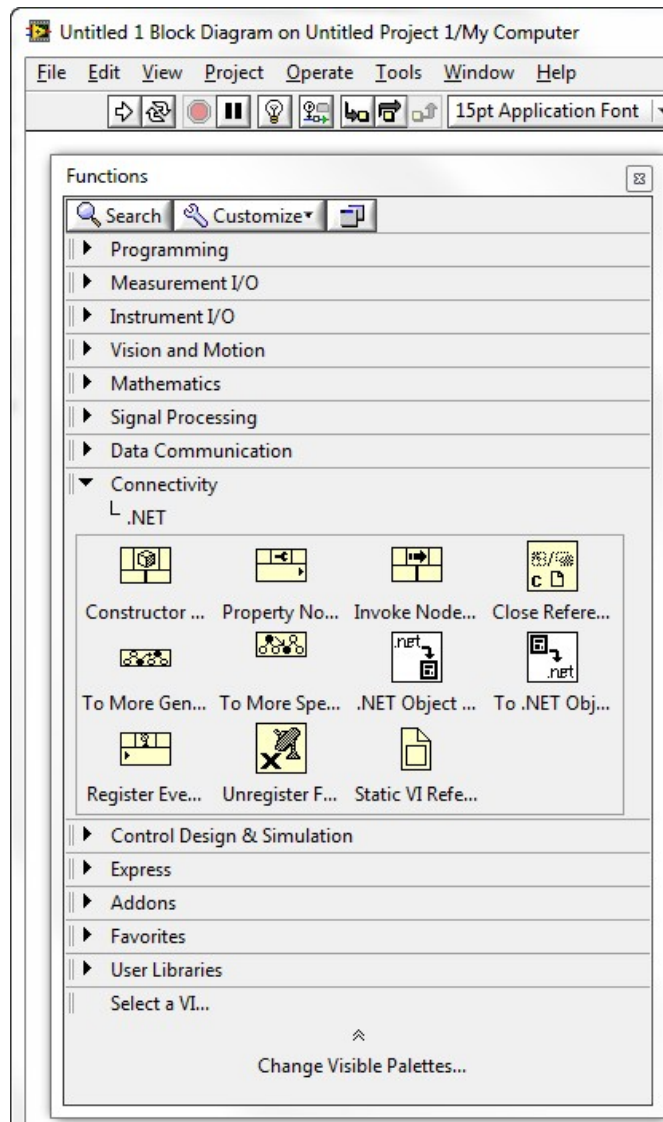 Untitled 1 Block Diagram on Untitled Project 1/My Computer
File Edit View Project Operate Tools Window Help
15pt Application Font
Functions
Search Customize
Programming
Measurement I/O
Instrument I/O
Vision and Motion
Mathematics
Signal Processing
Data Communication
Connectivity
.NET
Constructor ... Property No... Invoke Node... Close Refere...
.net .net
To More Gen... To More Spe... .NET Object ... To .NET Obj...
Register Eve... Unregister F... Static VI Refe...
Control Design & Simulation
Express
Addons
Favorites
User Libraries
Select a VI...
Change Visible Palettes...